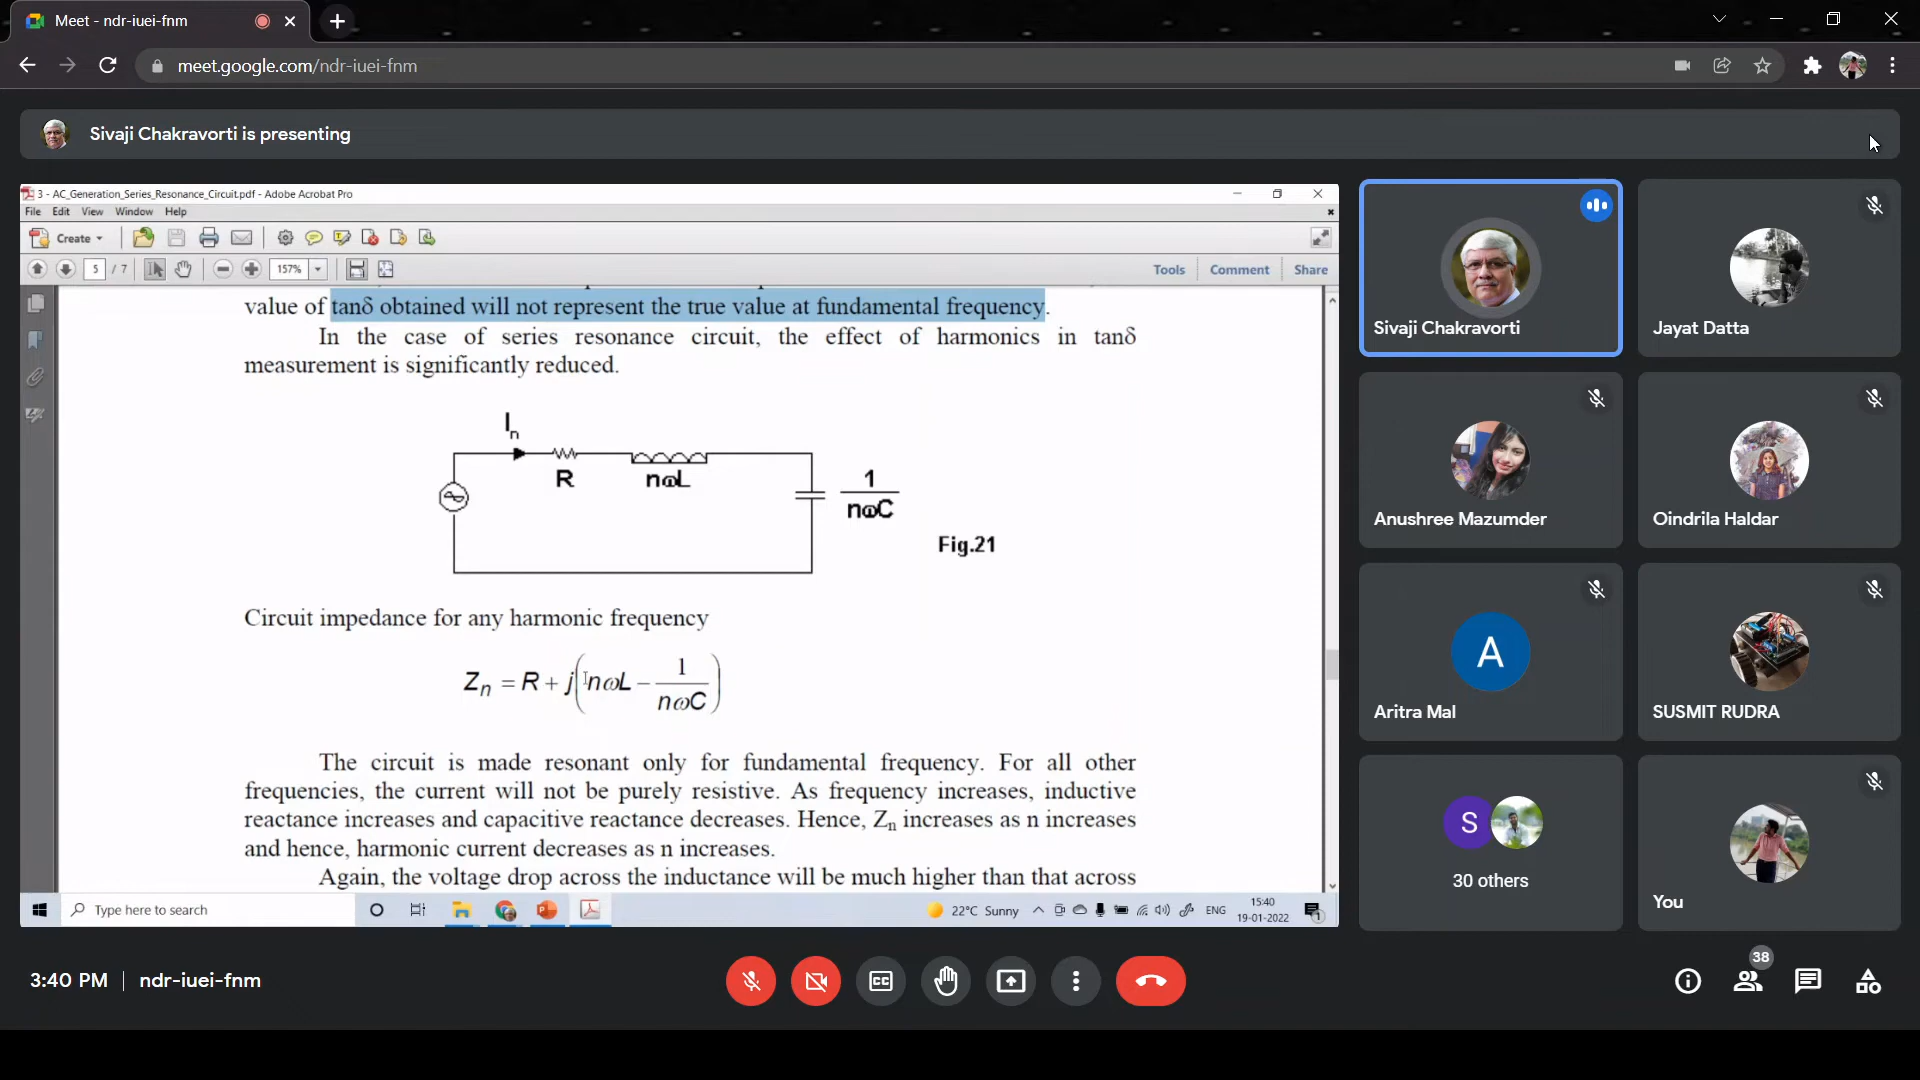 Meet - ndr-iuei-fnm
meet.google.com/ndr-iuei-fnm
Sivaji Chakravorti is presenting
3 - AC_Generation_Series_Resonance_Circuit.pdf - Adobe Acrobat Pro
File Edit View Window Help
Create
5 / 7 157% Tools Comment Share
value of tanδ obtained will not represent the true value at fundamental frequency.
In the case of series resonance circuit, the effect of harmonics in tanδ
measurement is significantly reduced.
Iₙ
R nωL 1/nωC
Fig.21
Circuit impedance for any harmonic frequency
Zₙ = R + j(nωL − 1/nωC)
The circuit is made resonant only for fundamental frequency. For all other
frequencies, the current will not be purely resistive. As frequency increases, inductive
reactance increases and capacitive reactance decreases. Hence, Zₙ increases as n increases
and hence, harmonic current decreases as n increases.
Again, the voltage drop across the inductance will be much higher than that across
Type here to search
22°C Sunny
ENG
15:40
19-01-2022
1
Sivaji Chakravorti
Jayat Datta
Anushree Mazumder
Oindrila Haldar
A
Aritra Mal
SUSMIT RUDRA
S
30 others
You
3:40 PM | ndr-iuei-fnm
CC
38